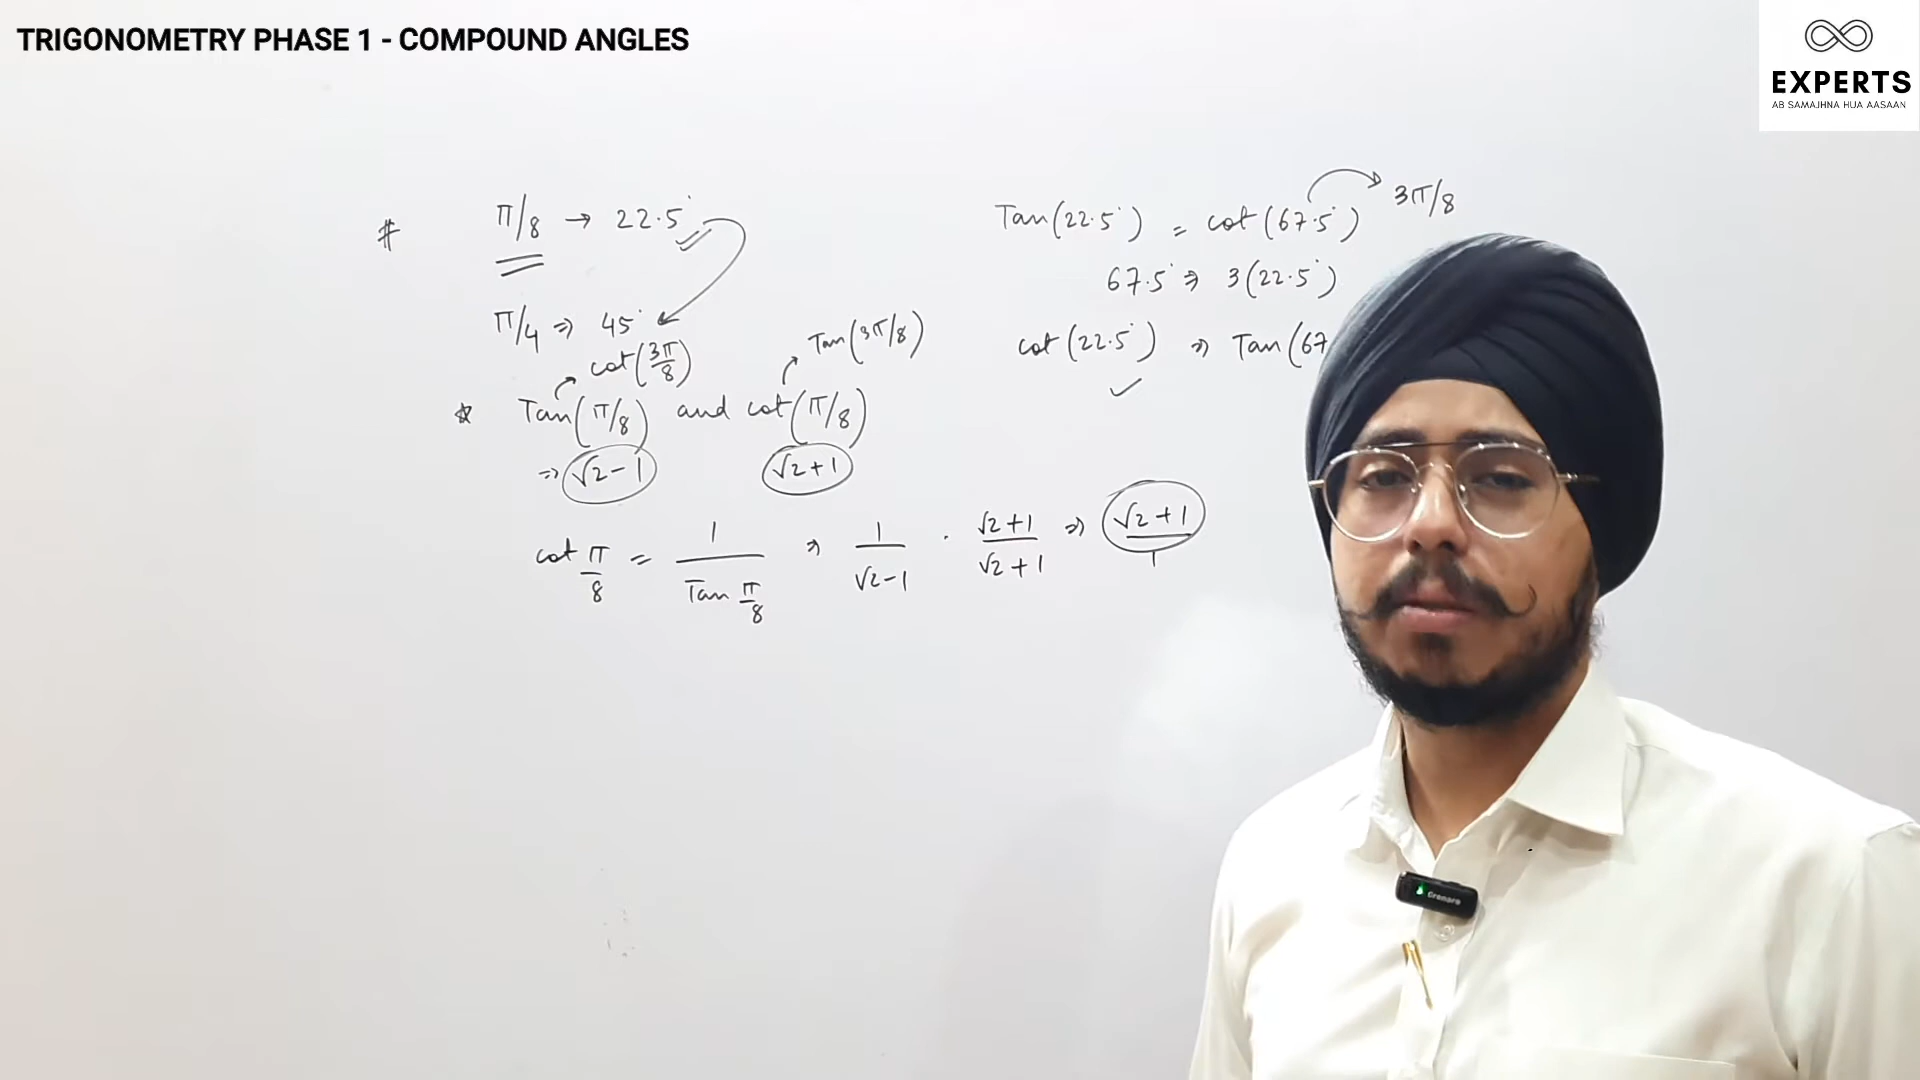 TRIGONOMETRY PHASE 1 - COMPOUND ANGLES
EXPERTS
AB SAMAJHNA HUA AASAAN
# π/8 → 22.5°
π/4 ⇒ 45°
cot(3π/8) Tan(3π/8)
☆ Tan(π/8) and cot(π/8)
⇒ √2-1 √2+1
cot π/8 = 1/Tan π/8 ⇒ 1/√2-1 · √2+1/√2+1 ⇒ √2+1/1
3π/8
Tan(22.5°) = cot(67.5°)
67.5° ⇒ 3(22.5°)
cot(22.5°) ⇒ Tan(67
✓